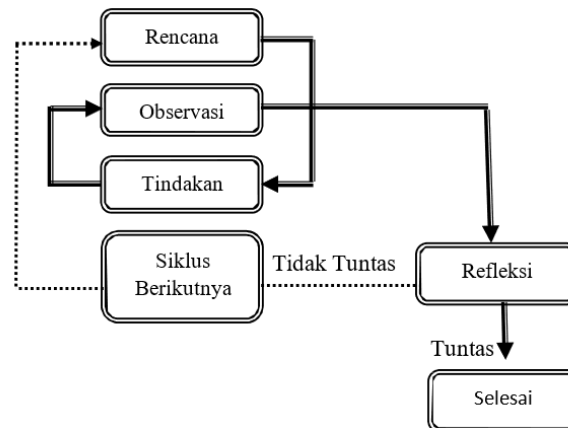 Rencana
Observasi
Tindakan
Siklus
Berikutnya
Tidak Tuntas
Refleksi
Tuntas
Selesai